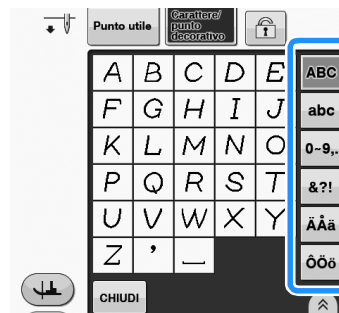 Punto utile
Carattere/
punto
decorativo
A B C D E
F G H I J
K L M N O
P Q R S T
U V W X Y
Z ' _
ABC
abc
0~9,.
&?!
ÄÅä
ÔÖö
CHIUDI